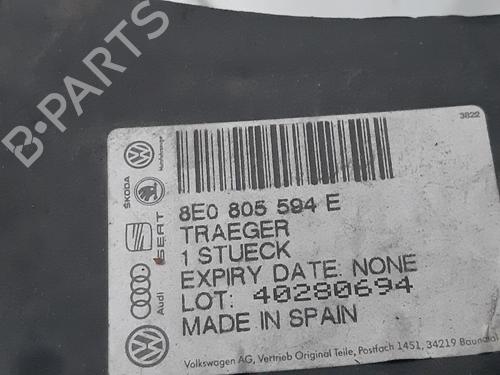 B-PARTS
3822
8E0 805 594 E
TRAEGER
1 STUECK
EXPIRY DATE: NONE
LOT: 40280694
MADE IN SPAIN
Volkswagen AG, Vertrieb Original Teile, Postfach 1451, 34219 Baunatal
ŠKODA
SEAT
Audi
Nutzfahrzeuge